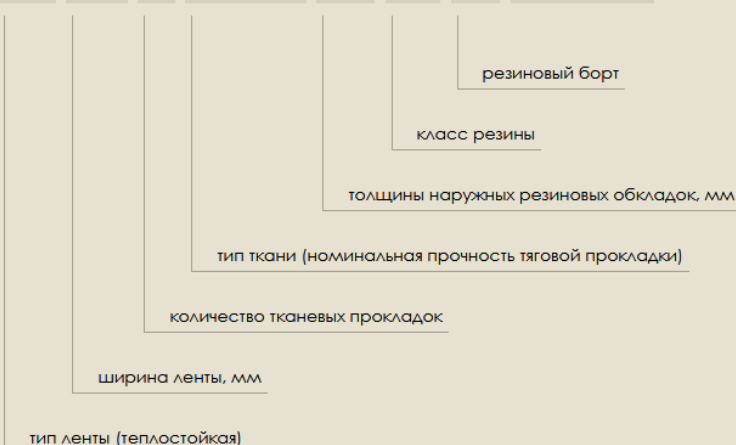 резиновый борт
класс резины
толщины наружных резиновых обкладок, мм
тип ткани (номинальная прочность тяговой прокладки)
количество тканевых прокладок
ширина ленты, мм
тип ленты (теплостойкая)